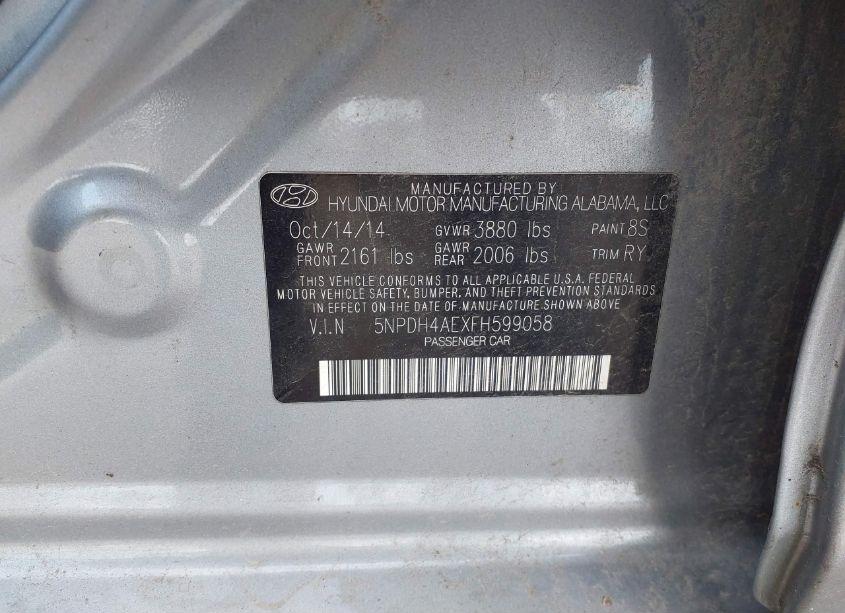 MANUFACTURED BY
HYUNDAI MOTOR MANUFACTURING ALABAMA, LLC
Oct/14/14 GVWR 3880 lbs PAINT 8S
GAWR FRONT 2161 lbs GAWR REAR 2006 lbs TRIM RY
THIS VEHICLE CONFORMS TO ALL APPLICABLE U.S.A. FEDERAL
MOTOR VEHICLE SAFETY, BUMPER, AND THEFT PREVENTION STANDARDS
IN EFFECT ON THE DATE OF MANUFACTURE SHOWN ABOVE
V.I.N 5NPDH4AEXFH599058
PASSENGER CAR